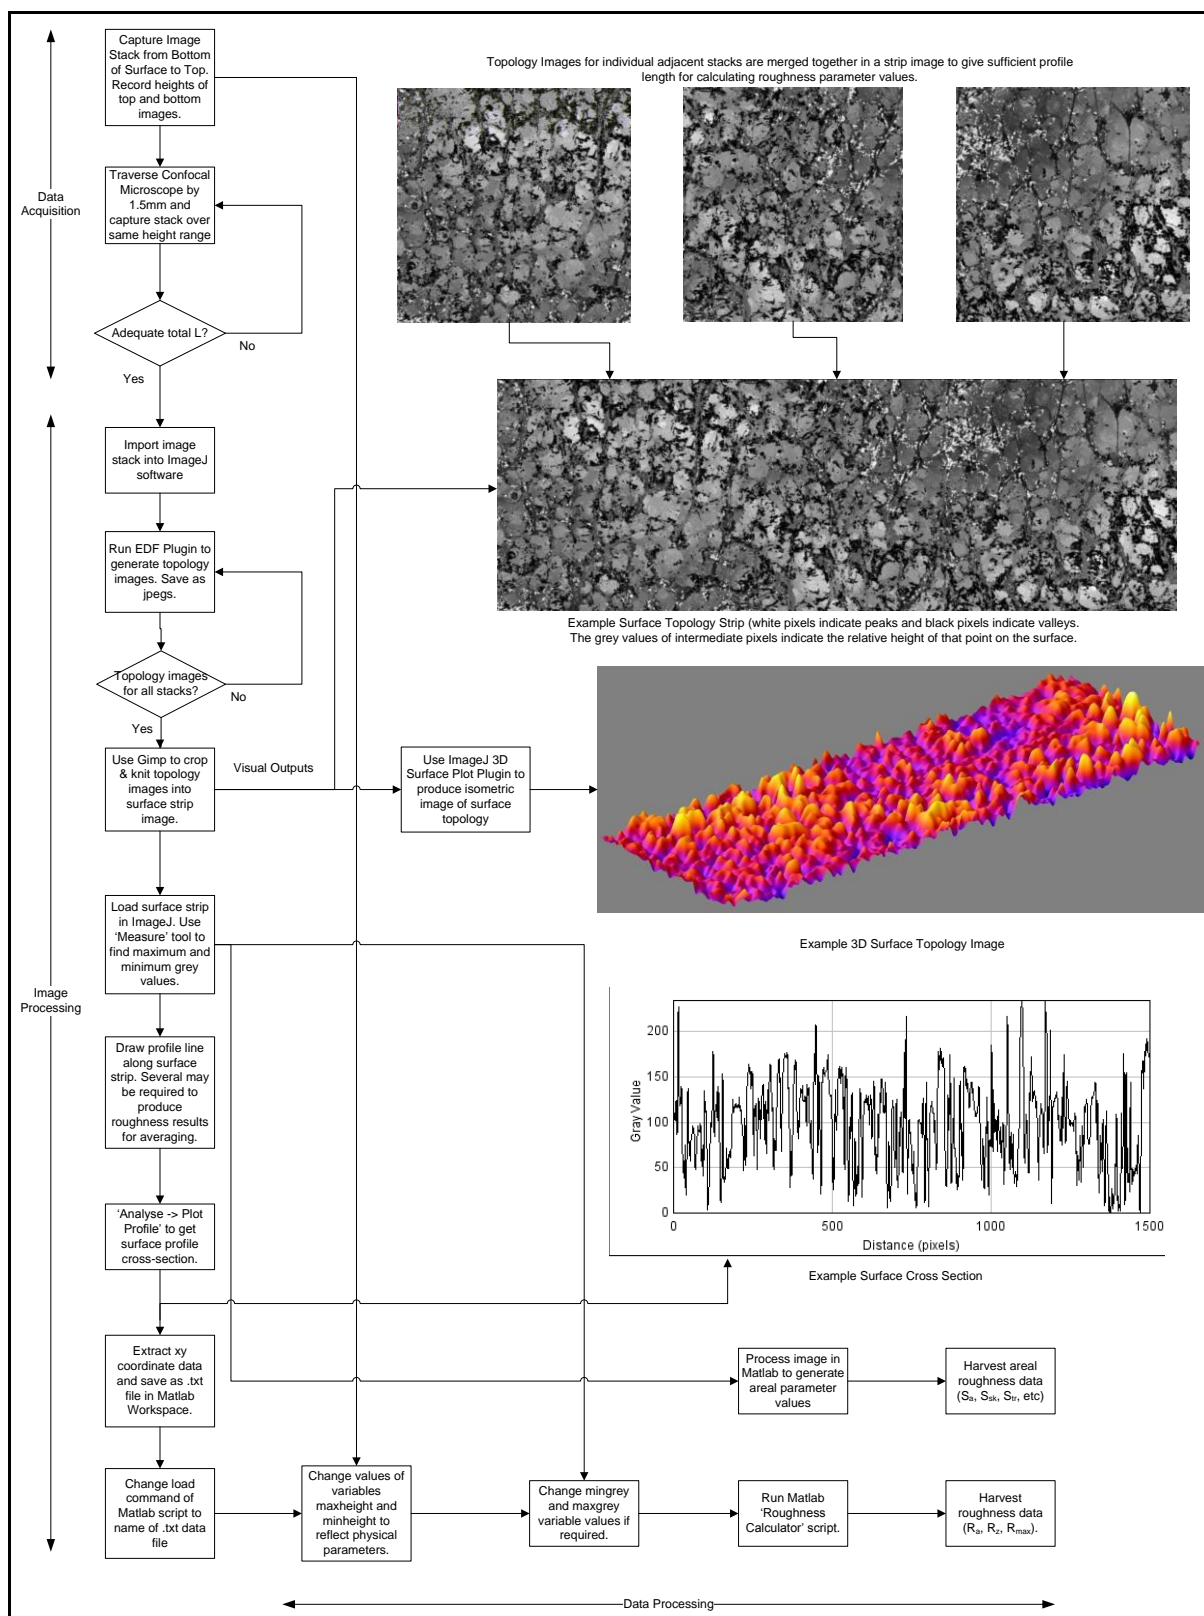 Capture Image
Stack from Bottom
of Surface to Top.
Record heights of
top and bottom
images.
Topology Images for individual adjacent stacks are merged together in a strip image to give sufficient profile
length for calculating roughness parameter values.
Data
Acquisition
Traverse Confocal
Microscope by
1.5mm and
capture stack over
same height range
Adequate total L?
No
Yes
Import image
stack into ImageJ
software
Run EDF Plugin to
generate topology
images. Save as
jpegs.
Example Surface Topology Strip (white pixels indicate peaks and black pixels indicate valleys.
The grey values of intermediate pixels indicate the relative height of that point on the surface.
Topology images
for all stacks?
No
Yes
Use Gimp to crop
& knit topology
images into
surface strip
image.
Visual Outputs
Use ImageJ 3D
Surface Plot Plugin to
produce isometric
image of surface
topology
Example 3D Surface Topology Image
Load surface strip
in ImageJ. Use
‘Measure’ tool to
find maximum and
minimum grey
values.
Image
Processing
Draw profile line
along surface
strip. Several may
be required to
produce
roughness results
for averaging.
200
150
100
50
0
Gray Value
0
500
1000
1500
Distance (pixels)
Example Surface Cross Section
‘Analyse -> Plot
Profile’ to get
surface profile
cross-section.
Extract xy
coordinate data
and save as .txt
file in Matlab
Workspace.
Process image in
Matlab to generate
areal parameter
values
Harvest areal
roughness data
(Sa, Ssk, Str, etc)
Change load
command of
Matlab script to
name of .txt data
file
Change values of
variables
maxheight and
minheight to
reflect physical
parameters.
Change mingrey
and maxgrey
variable values if
required.
Run Matlab
‘Roughness
Calculator’ script.
Harvest
roughness data
(Ra, Rz, Rmax).
Data Processing